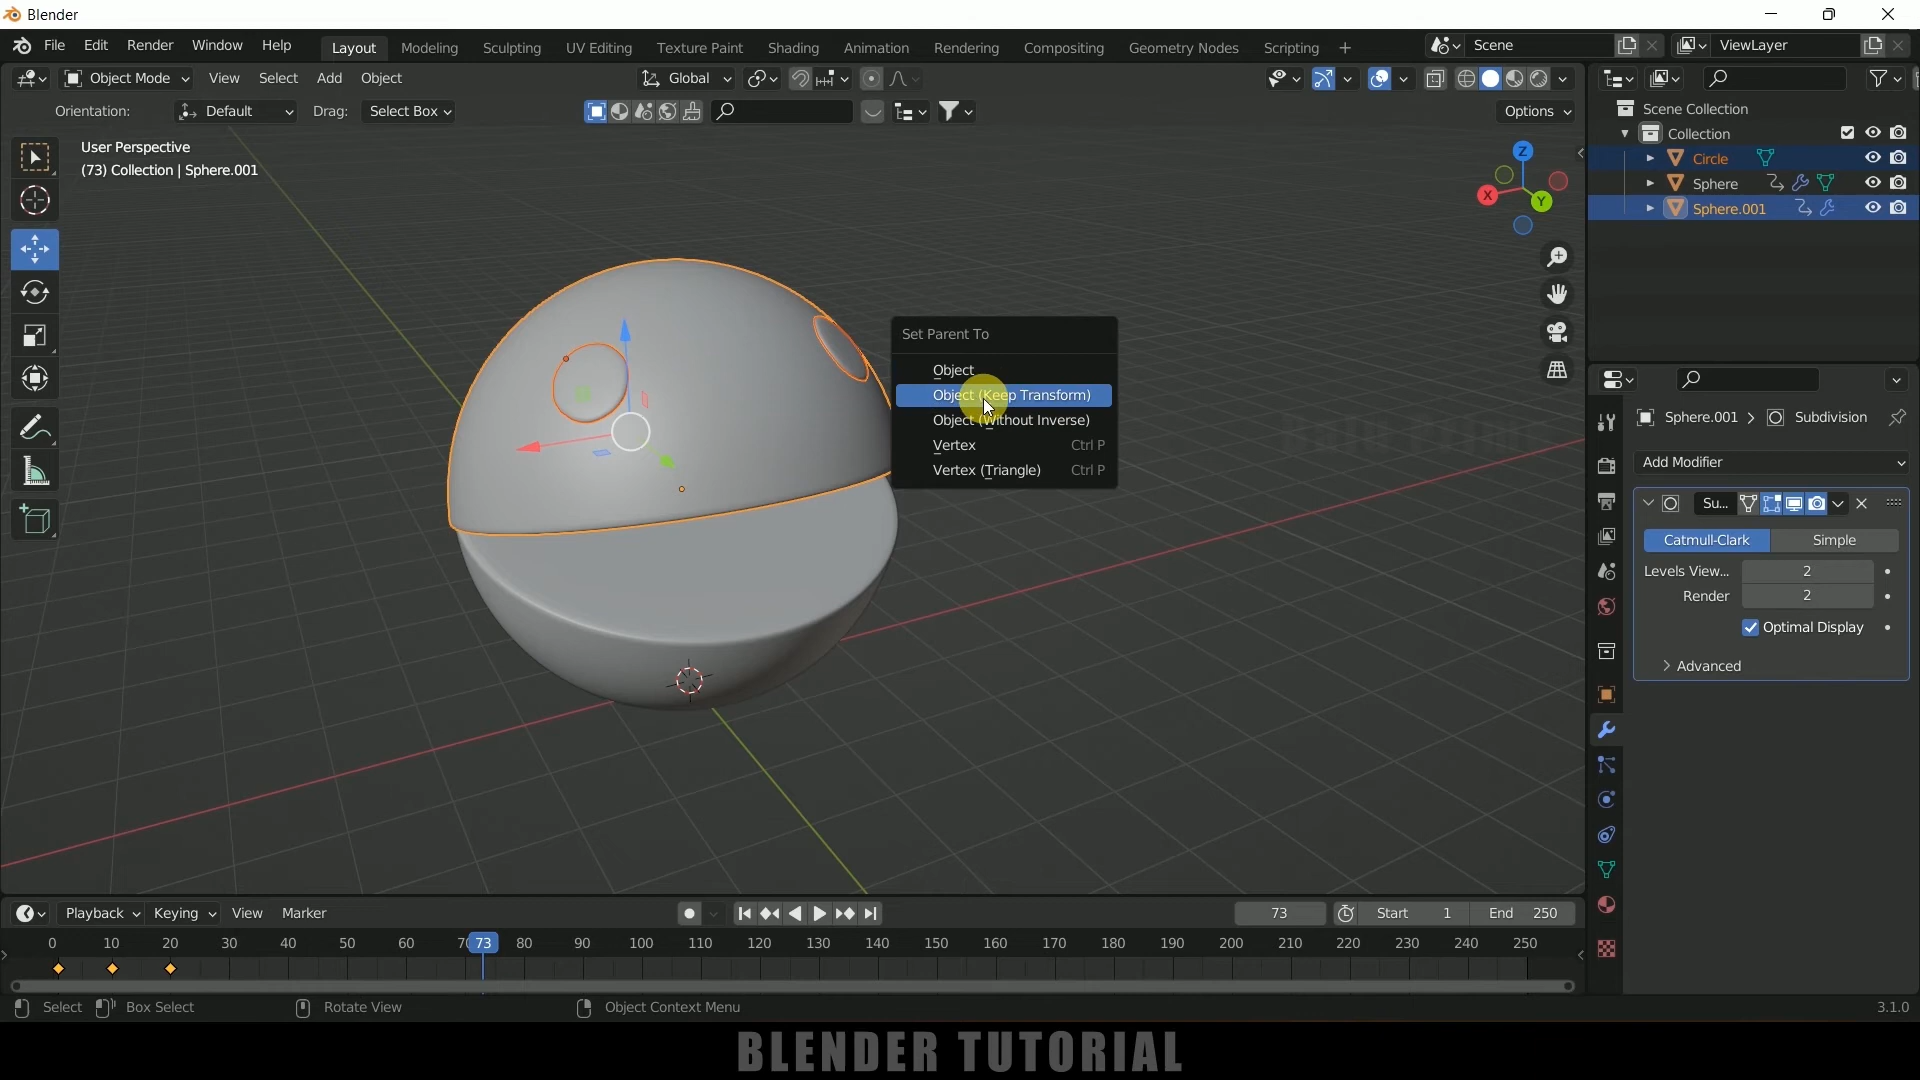 Blender
File Edit Render Window Help Layout Modeling Sculpting UV Editing Texture Paint Shading Animation Rendering Compositing Geometry Nodes Scripting + Scene ViewLayer
Object Mode View Select Add Object Global
Orientation: Default Drag: Select Box Options
User Perspective
(73) Collection | Sphere.001
Z
X
Y
Scene Collection
Collection
Circle
Sphere
Sphere.001
Set Parent To
Object
Object (Keep Transform)
Object (Without Inverse)
Vertex Ctrl P
Vertex (Triangle) Ctrl P
Sphere.001 > Subdivision
Add Modifier
Su...
Catmull-Clark Simple
Levels View... 2
Render 2
Optimal Display
Advanced
Playback Keying View Marker 73 Start 1 End 250
0 10 20 30 40 50 60 73 80 90 100 110 120 130 140 150 160 170 180 190 200 210 220 230 240 250
Select Box Select Rotate View Object Context Menu 3.1.0
BLENDER TUTORIAL